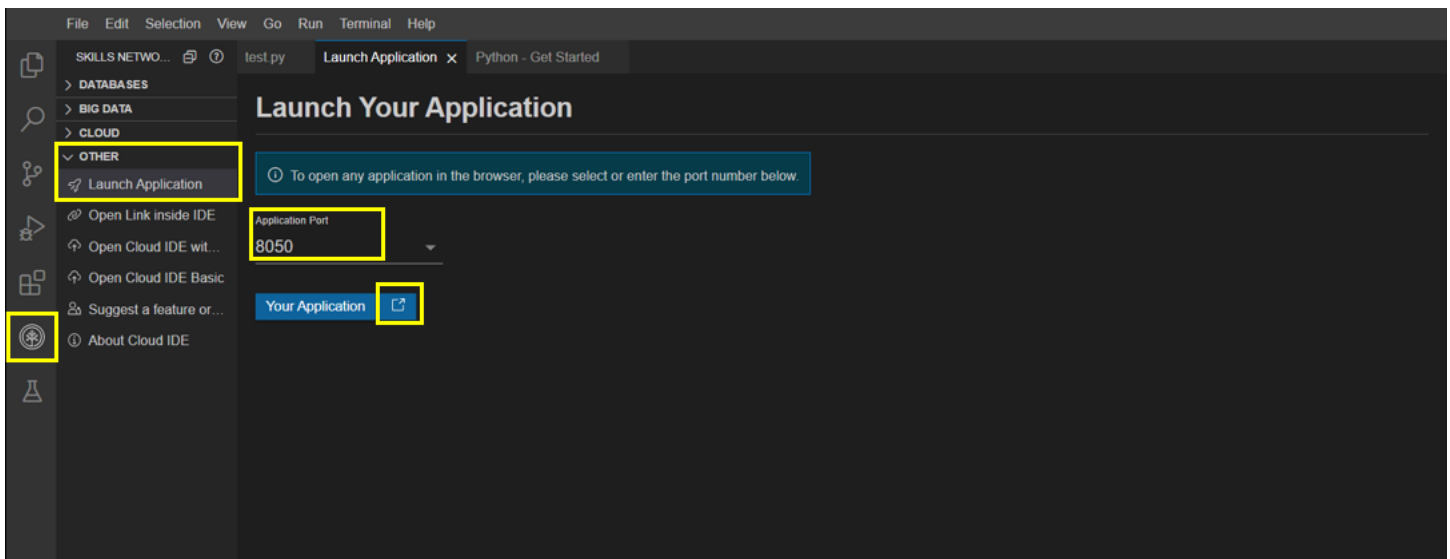 File Edit Selection View Go Run Terminal Help
SKILLS NETWO...
test.py Launch Application Python - Get Started
DATABASES
BIG DATA
CLOUD
OTHER
Launch Application
Open Link inside IDE
Open Cloud IDE wit...
Open Cloud IDE Basic
Suggest a feature or...
About Cloud IDE
Launch Your Application
To open any application in the browser, please select or enter the port number below.
Application Port
8050
Your Application